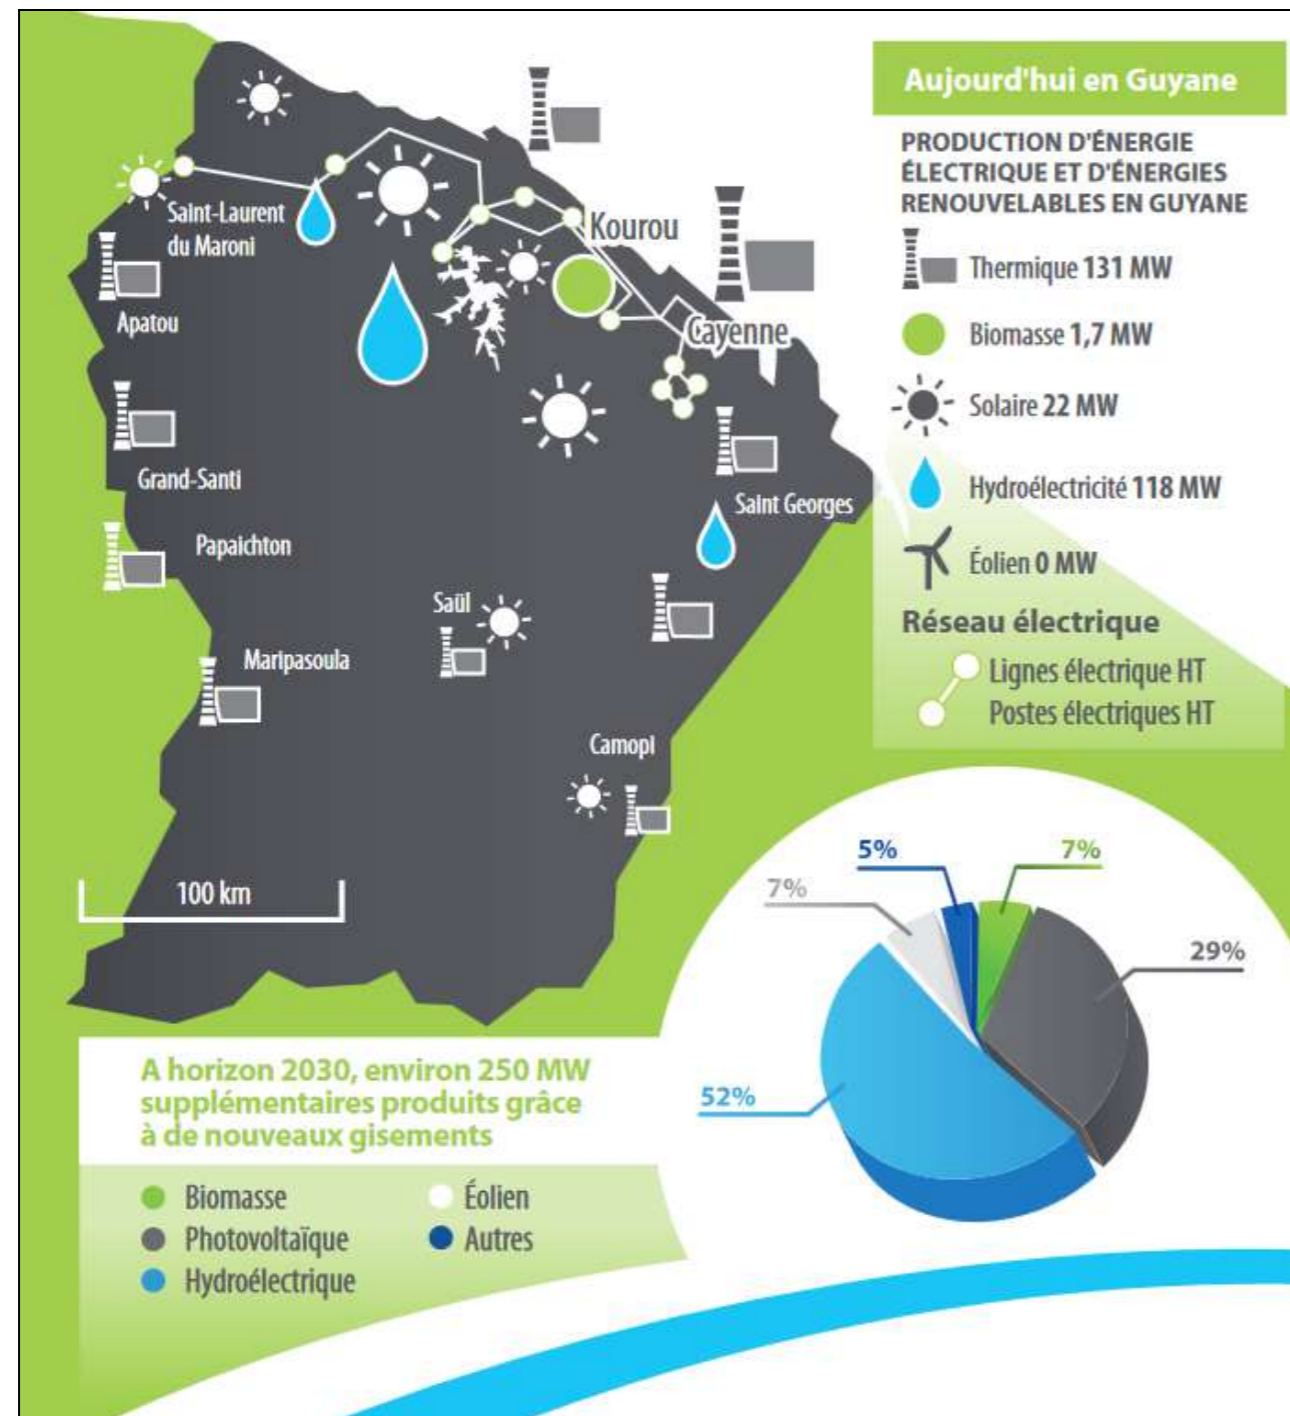 Aujourd'hui en Guyane
PRODUCTION D'ÉNERGIE
ÉLECTRIQUE ET D'ÉNERGIES
RENOUVELABLES EN GUYANE
Thermique 131 MW
Biomasse 1,7 MW
Solaire 22 MW
Hydroélectricité 118 MW
Éolien 0 MW
Réseau électrique
Lignes électrique HT
Postes électriques HT
Saint-Laurent
du Maroni
Kourou
Apatou
Cayenne
Grand-Santi
Saint Georges
Papaichton
Saül
Maripasoula
Camopi
100 km
5%
7%
7%
29%
52%
A horizon 2030, environ 250 MW
supplémentaires produits grâce
à de nouveaux gisements
Biomasse
Photovoltaïque
Hydroélectrique
Éolien
Autres